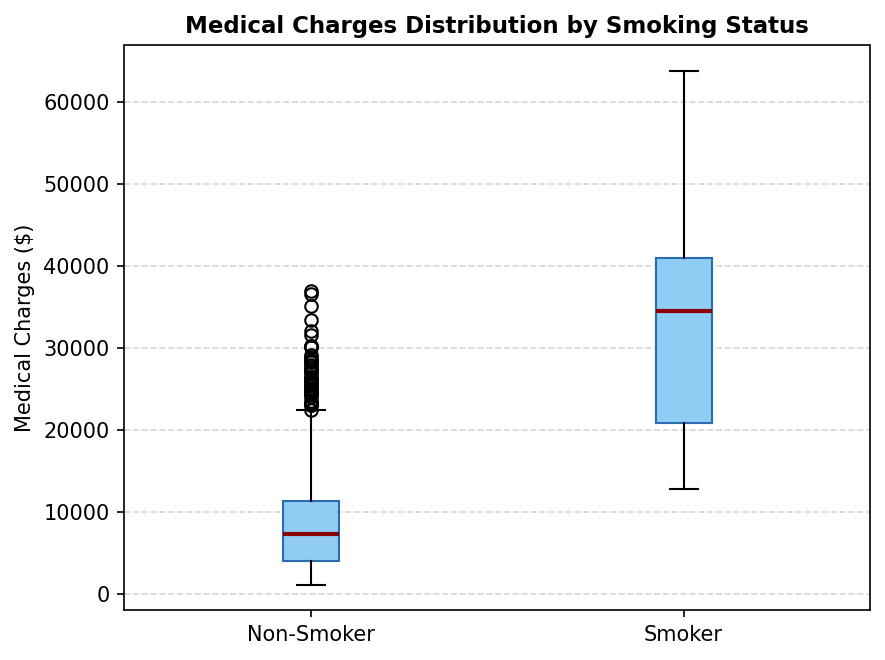 Medical Charges Distribution by Smoking Status
Medical Charges ($)
60000
50000
40000
30000
20000
10000
0
Non-Smoker
Smoker